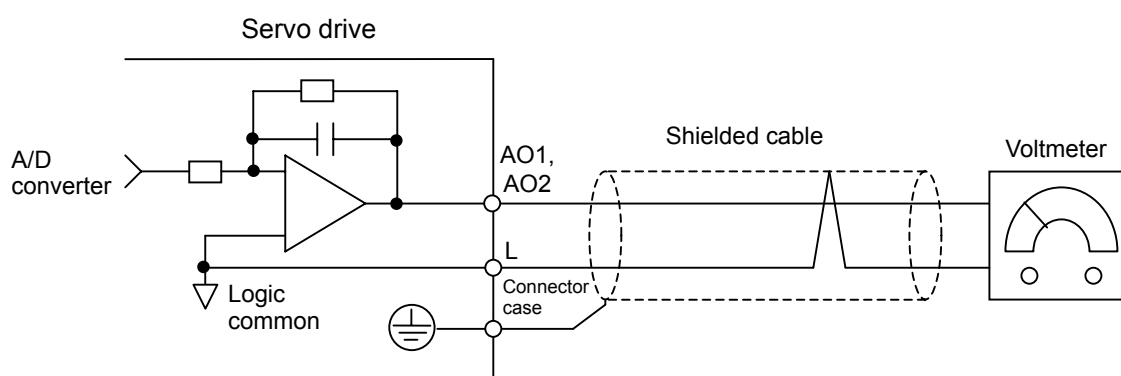 Servo drive
A/D
converter
AO1,
AO2
Shielded cable
Voltmeter
L
Connector
case
Logic
common